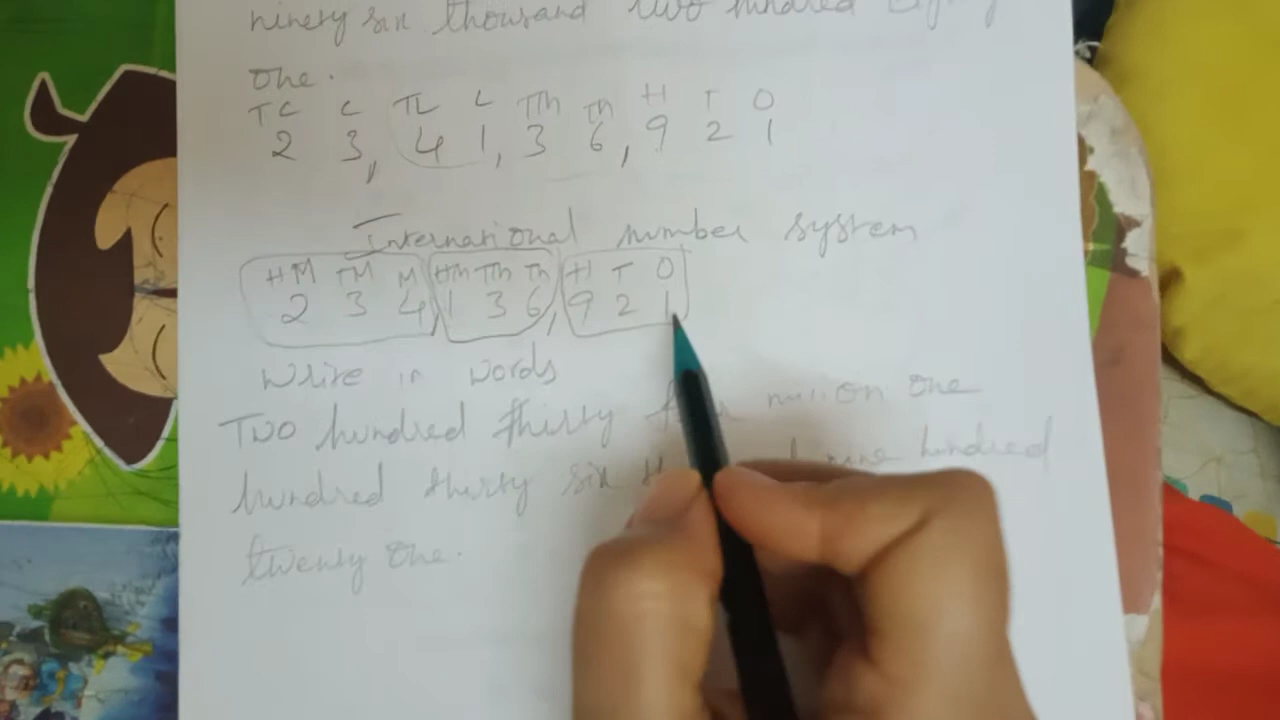 ninety six thousand two hundred Eighty
one.
TC C TL L TTh Th H T O
2 3, 4 1, 3 6, 9 2 1
International number system
HM TM M HTh TTh Th H T O
2 3 4, 1 3 6, 9 2 1
Write in words
Two hundred thirty million one
hundred thirty six nine hundred
twenty one.